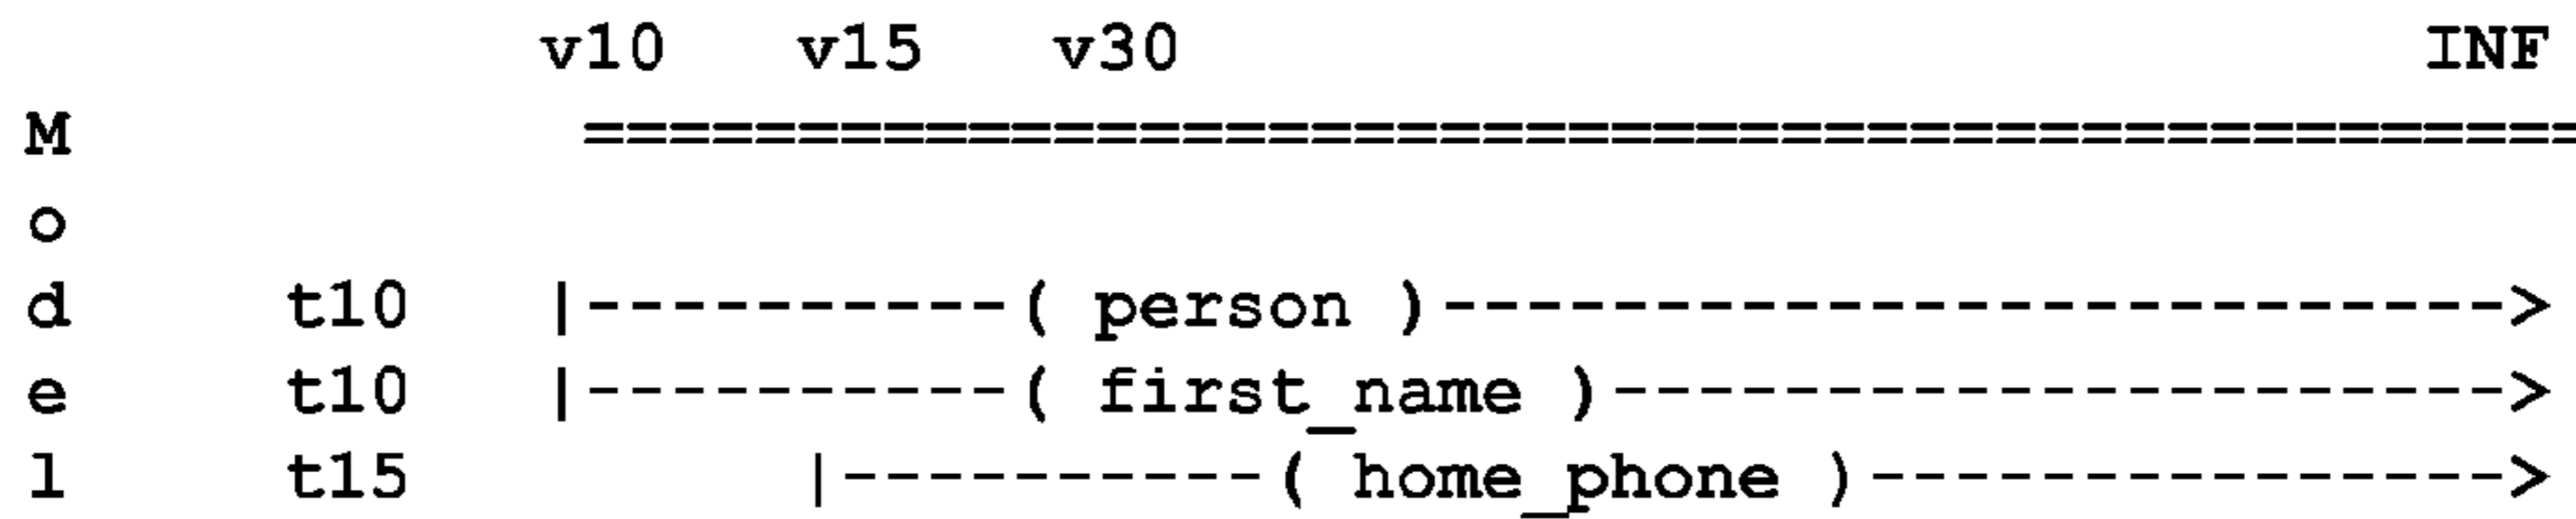 v10   v15   v30                             INF
M            ===============================================
o
d     t10   |----------( person )------------------------->
e     t10   |----------( first_name )--------------------->
l     t15         |----------( home_phone )--------------->